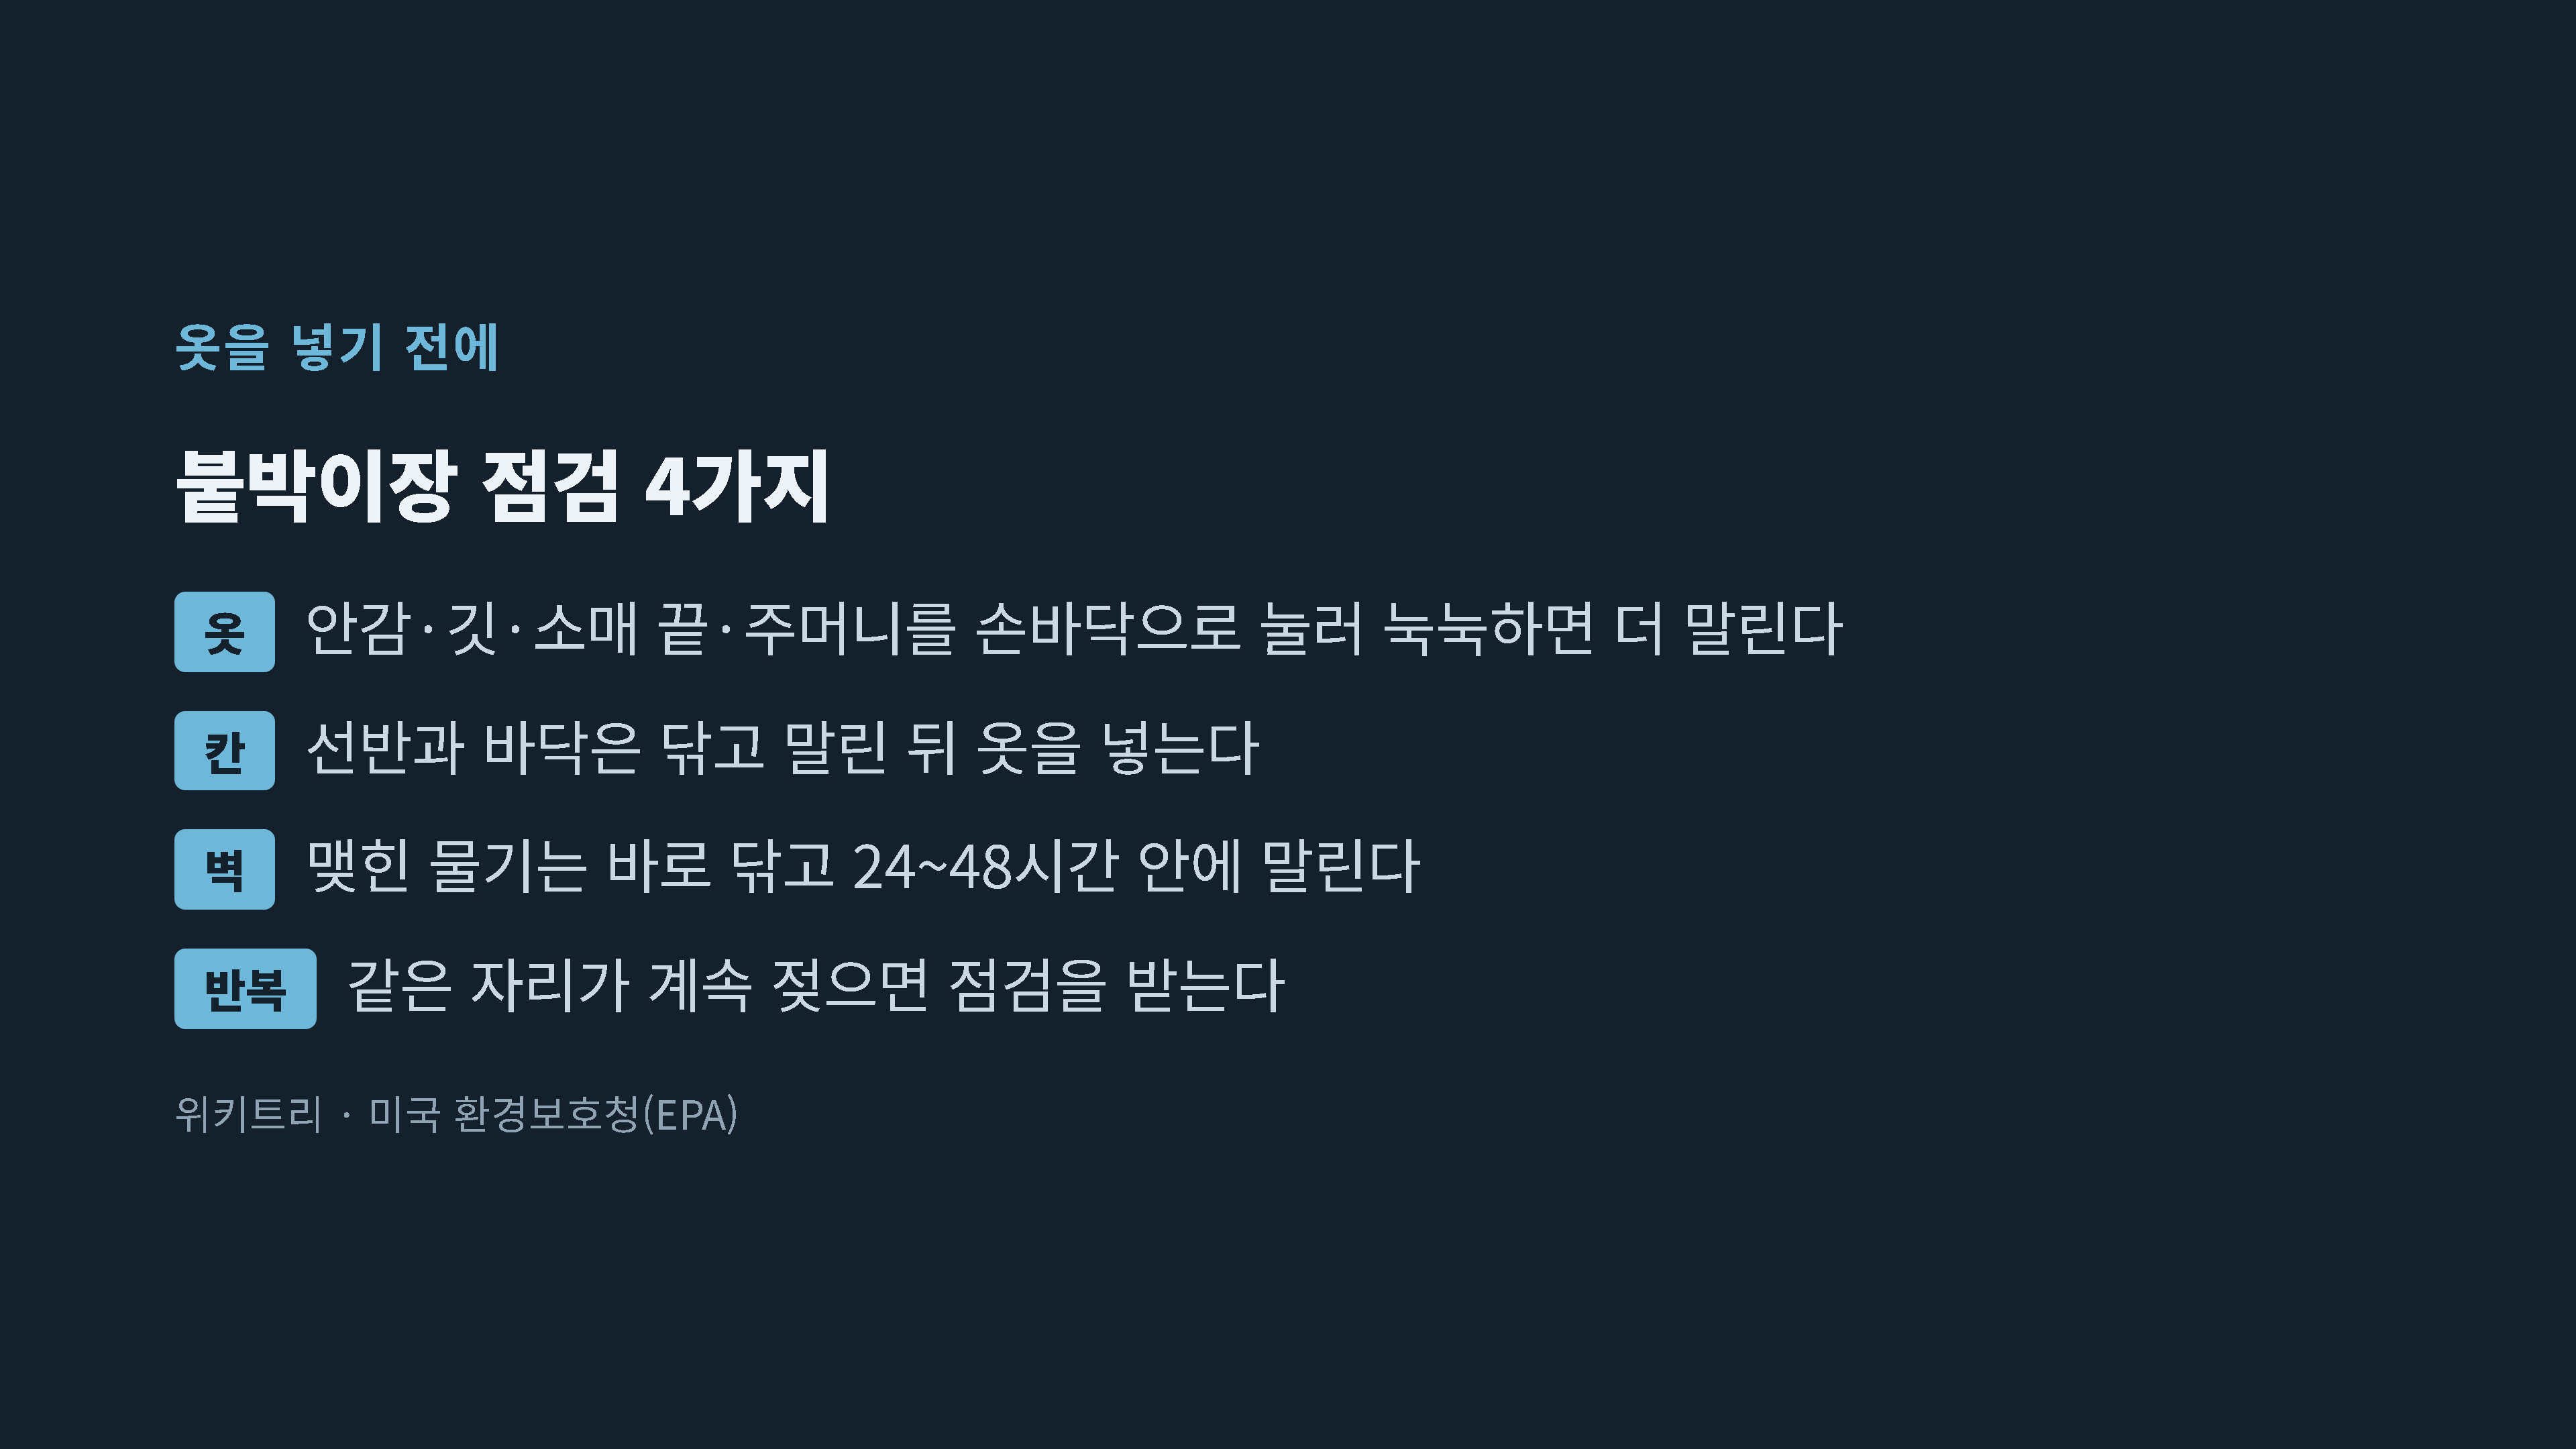 옷을 넣기 전에
붙박이장 점검 4가지
옷 안감·깃·소매 끝·주머니를 손바닥으로 눌러 눅눅하면 더 말린다
칸 선반과 바닥은 닦고 말린 뒤 옷을 넣는다
벽 맺힌 물기는 바로 닦고 24~48시간 안에 말린다
반복 같은 자리가 계속 젖으면 점검을 받는다
위키트리 · 미국 환경보호청(EPA)